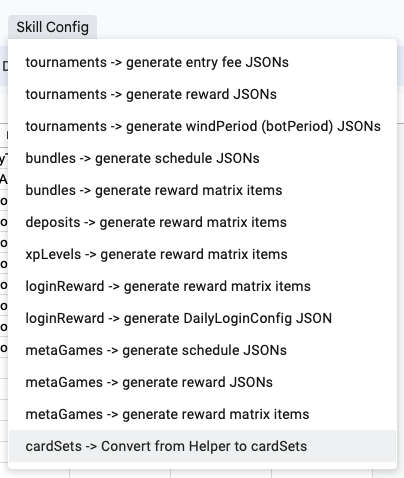 Skill Config
tournaments -> generate entry fee JSONs
tournaments -> generate reward JSONs
tournaments -> generate windPeriod (botPeriod) JSONs
bundles -> generate schedule JSONs
bundles -> generate reward matrix items
deposits -> generate reward matrix items
xpLevels -> generate reward matrix items
loginReward -> generate reward matrix items
loginReward -> generate DailyLoginConfig JSON
metaGames -> generate schedule JSONs
metaGames -> generate reward JSONs
metaGames -> generate reward matrix items
cardSets -> Convert from Helper to cardSets